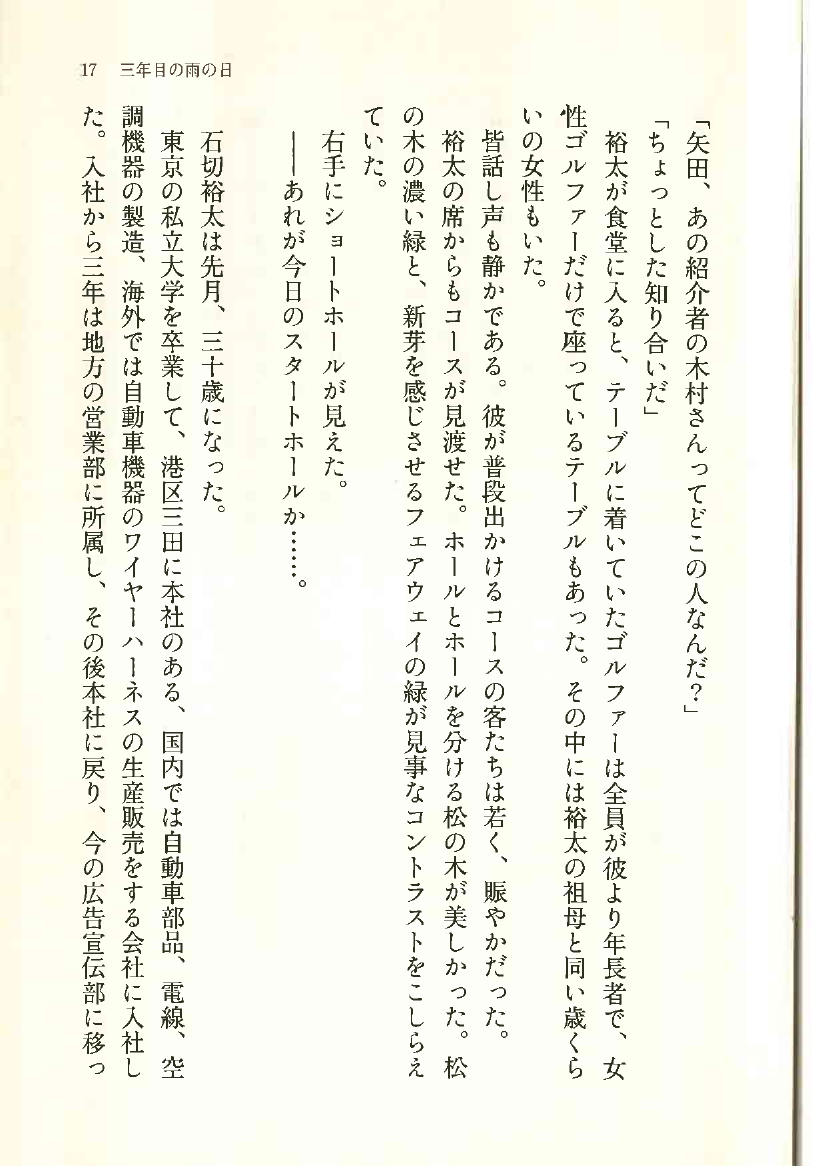 17 三年目の雨の日
「矢田、あの紹介者の木村さんってどこの人なんだ？」
「ちょっとした知り合いだ」
裕太が食堂に入ると、テーブルに着いていたゴルファーは全員が彼より年長者で、女
性ゴルファーだけで座っているテーブルもあった。その中には裕太の祖母と同い歳くら
いの女性もいた。
皆話し声も静かである。彼が普段出かけるコースの客たちは若く、賑やかだった。
裕太の席からもコースが見渡せた。ホールとホールを分ける松の木が美しかった。松
の木の濃い緑と、新芽を感じさせるフェアウェイの緑が見事なコントラストをこしらえ
ていた。
右手にショートホールが見えた。
――あれが今日のスタートホールか……。
石切裕太は先月、三十歳になった。
東京の私立大学を卒業して、港区三田に本社のある、国内では自動車部品、電線、空
調機器の製造、海外では自動車機器のワイヤーハーネスの生産販売をする会社に入社し
た。入社から三年は地方の営業部に所属し、その後本社に戻り、今の広告宣伝部に移っ